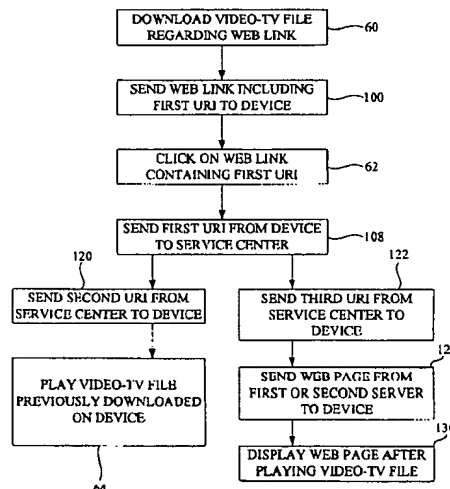 DOWNLOAD VIDEO-TV FILE
REGARDING WEB LINK
60
SEND WEB LINK INCLUDING
FIRST URI TO DEVICE
100
CLICK ON WEB LINK
CONTAINING FIRST URI
62
SEND FIRST URI FROM DEVICE
TO SERVICE CENTER
108
120
SEND SECOND URI FROM
SERVICE CENTER TO DEVICE
122
SEND THIRD URI FROM
SERVICE CENTER TO
DEVICE
PLAY VIDEO-TV FILE
PREVIOUSLY DOWNLOADED
ON DEVICE
SEND WEB PAGE FROM
FIRST OR SECOND SERVER
TO DEVICE
DISPLAY WEB PAGE AFTER
PLAYING VIDEO-TV FILE